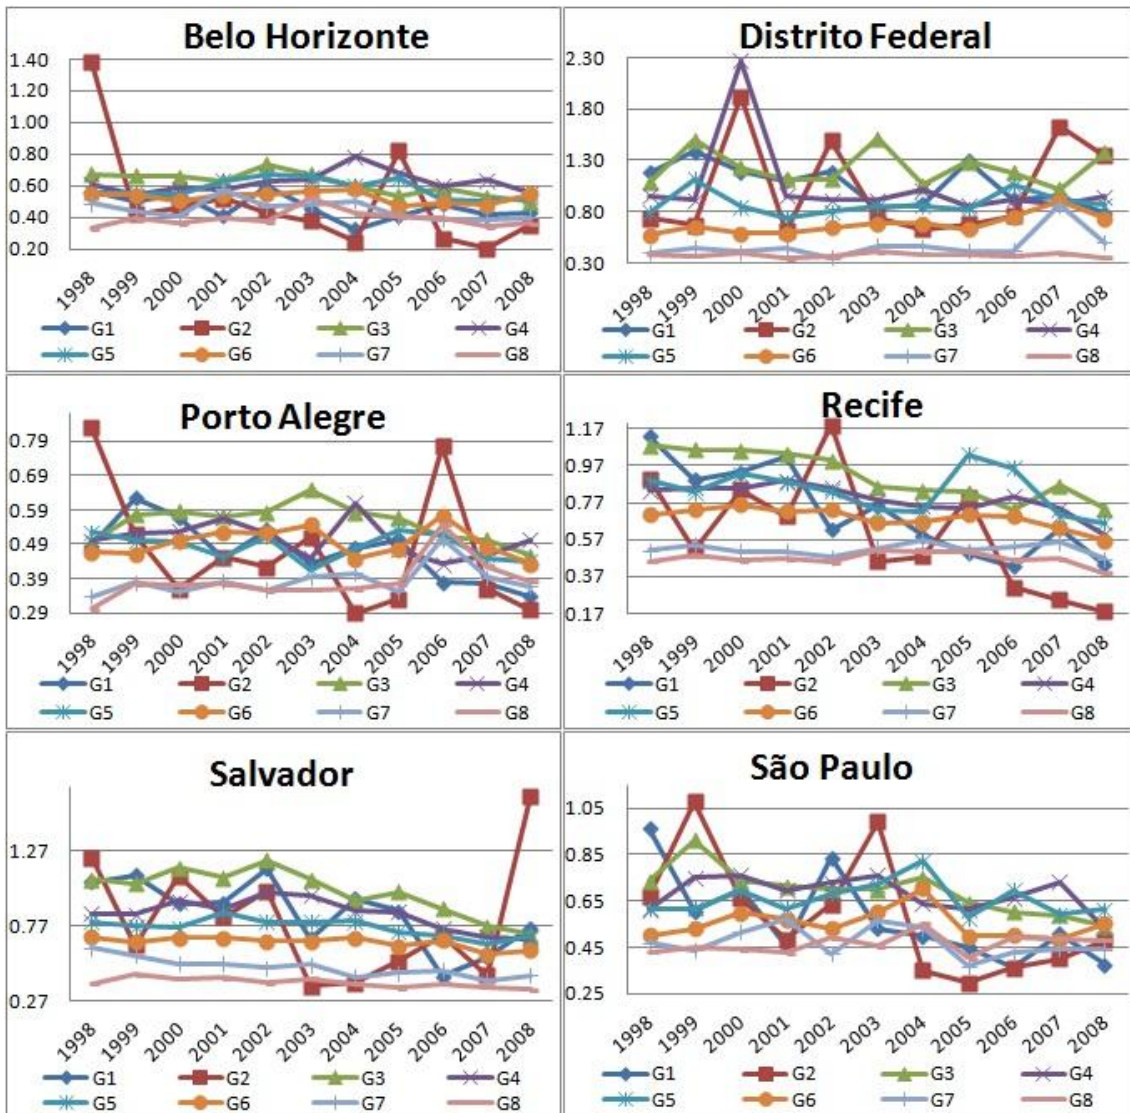 Belo Horizonte
1.40
1.20
1.00
0.80
0.60
0.40
0.20
1998 1999 2000 2001 2002 2003 2004 2005 2006 2007 2008
G1 G2 G3 G4
G5 G6 G7 G8
Distrito Federal
2.30
1.80
1.30
0.80
0.30
1998 1999 2000 2001 2002 2003 2004 2005 2006 2007 2008
G1 G2 G3 G4
G5 G6 G7 G8
Porto Alegre
0.79
0.69
0.59
0.49
0.39
0.29
1998 1999 2000 2001 2002 2003 2004 2005 2006 2007 2008
G1 G2 G3 G4
G5 G6 G7 G8
Recife
1.17
0.97
0.77
0.57
0.37
0.17
1998 1999 2000 2001 2002 2003 2004 2005 2006 2007 2008
G1 G2 G3 G4
G5 G6 G7 G8
Salvador
1.27
0.77
0.27
1998 1999 2000 2001 2002 2003 2004 2005 2006 2007 2008
G1 G2 G3 G4
G5 G6 G7 G8
São Paulo
1.05
0.85
0.65
0.45
0.25
1998 1999 2000 2001 2002 2003 2004 2005 2006 2007 2008
G1 G2 G3 G4
G5 G6 G7 G8